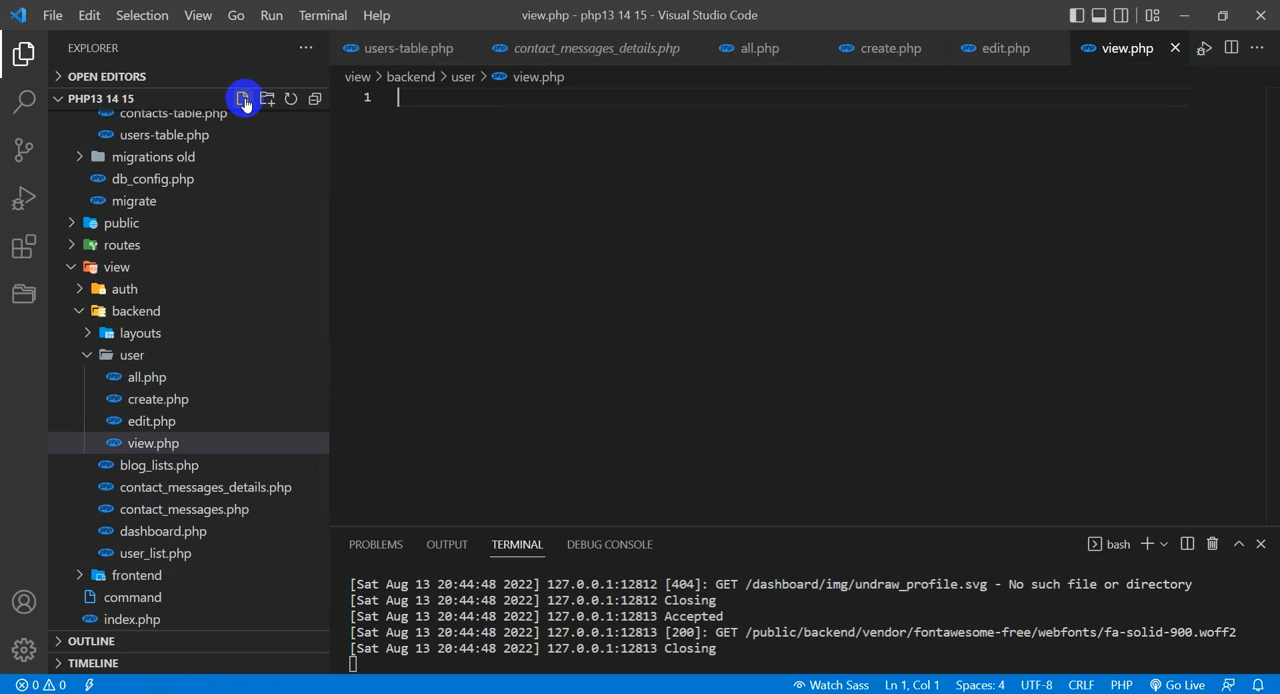 File Edit Selection View Go Run Terminal Help
view.php - php13 14 15 - Visual Studio Code
EXPLORER
OPEN EDITORS
PHP13 14 15
contacts-table.php
users-table.php
migrations old
db_config.php
migrate
public
routes
view
auth
backend
layouts
user
all.php
create.php
edit.php
view.php
blog_lists.php
contact_messages_details.php
contact_messages.php
dashboard.php
user_list.php
frontend
command
index.php
OUTLINE
TIMELINE
users-table.php contact_messages_details.php all.php create.php edit.php view.php
view > backend > user > view.php
1
PROBLEMS OUTPUT TERMINAL DEBUG CONSOLE
bash
[Sat Aug 13 20:44:48 2022] 127.0.0.1:12812 [404]: GET /dashboard/img/undraw_profile.svg - No such file or directory
[Sat Aug 13 20:44:48 2022] 127.0.0.1:12812 Closing
[Sat Aug 13 20:44:48 2022] 127.0.0.1:12813 Accepted
[Sat Aug 13 20:44:48 2022] 127.0.0.1:12813 [200]: GET /public/backend/vendor/fontawesome-free/webfonts/fa-solid-900.woff2
[Sat Aug 13 20:44:48 2022] 127.0.0.1:12813 Closing
0 0 Watch Sass Ln 1, Col 1 Spaces: 4 UTF-8 CRLF PHP Go Live